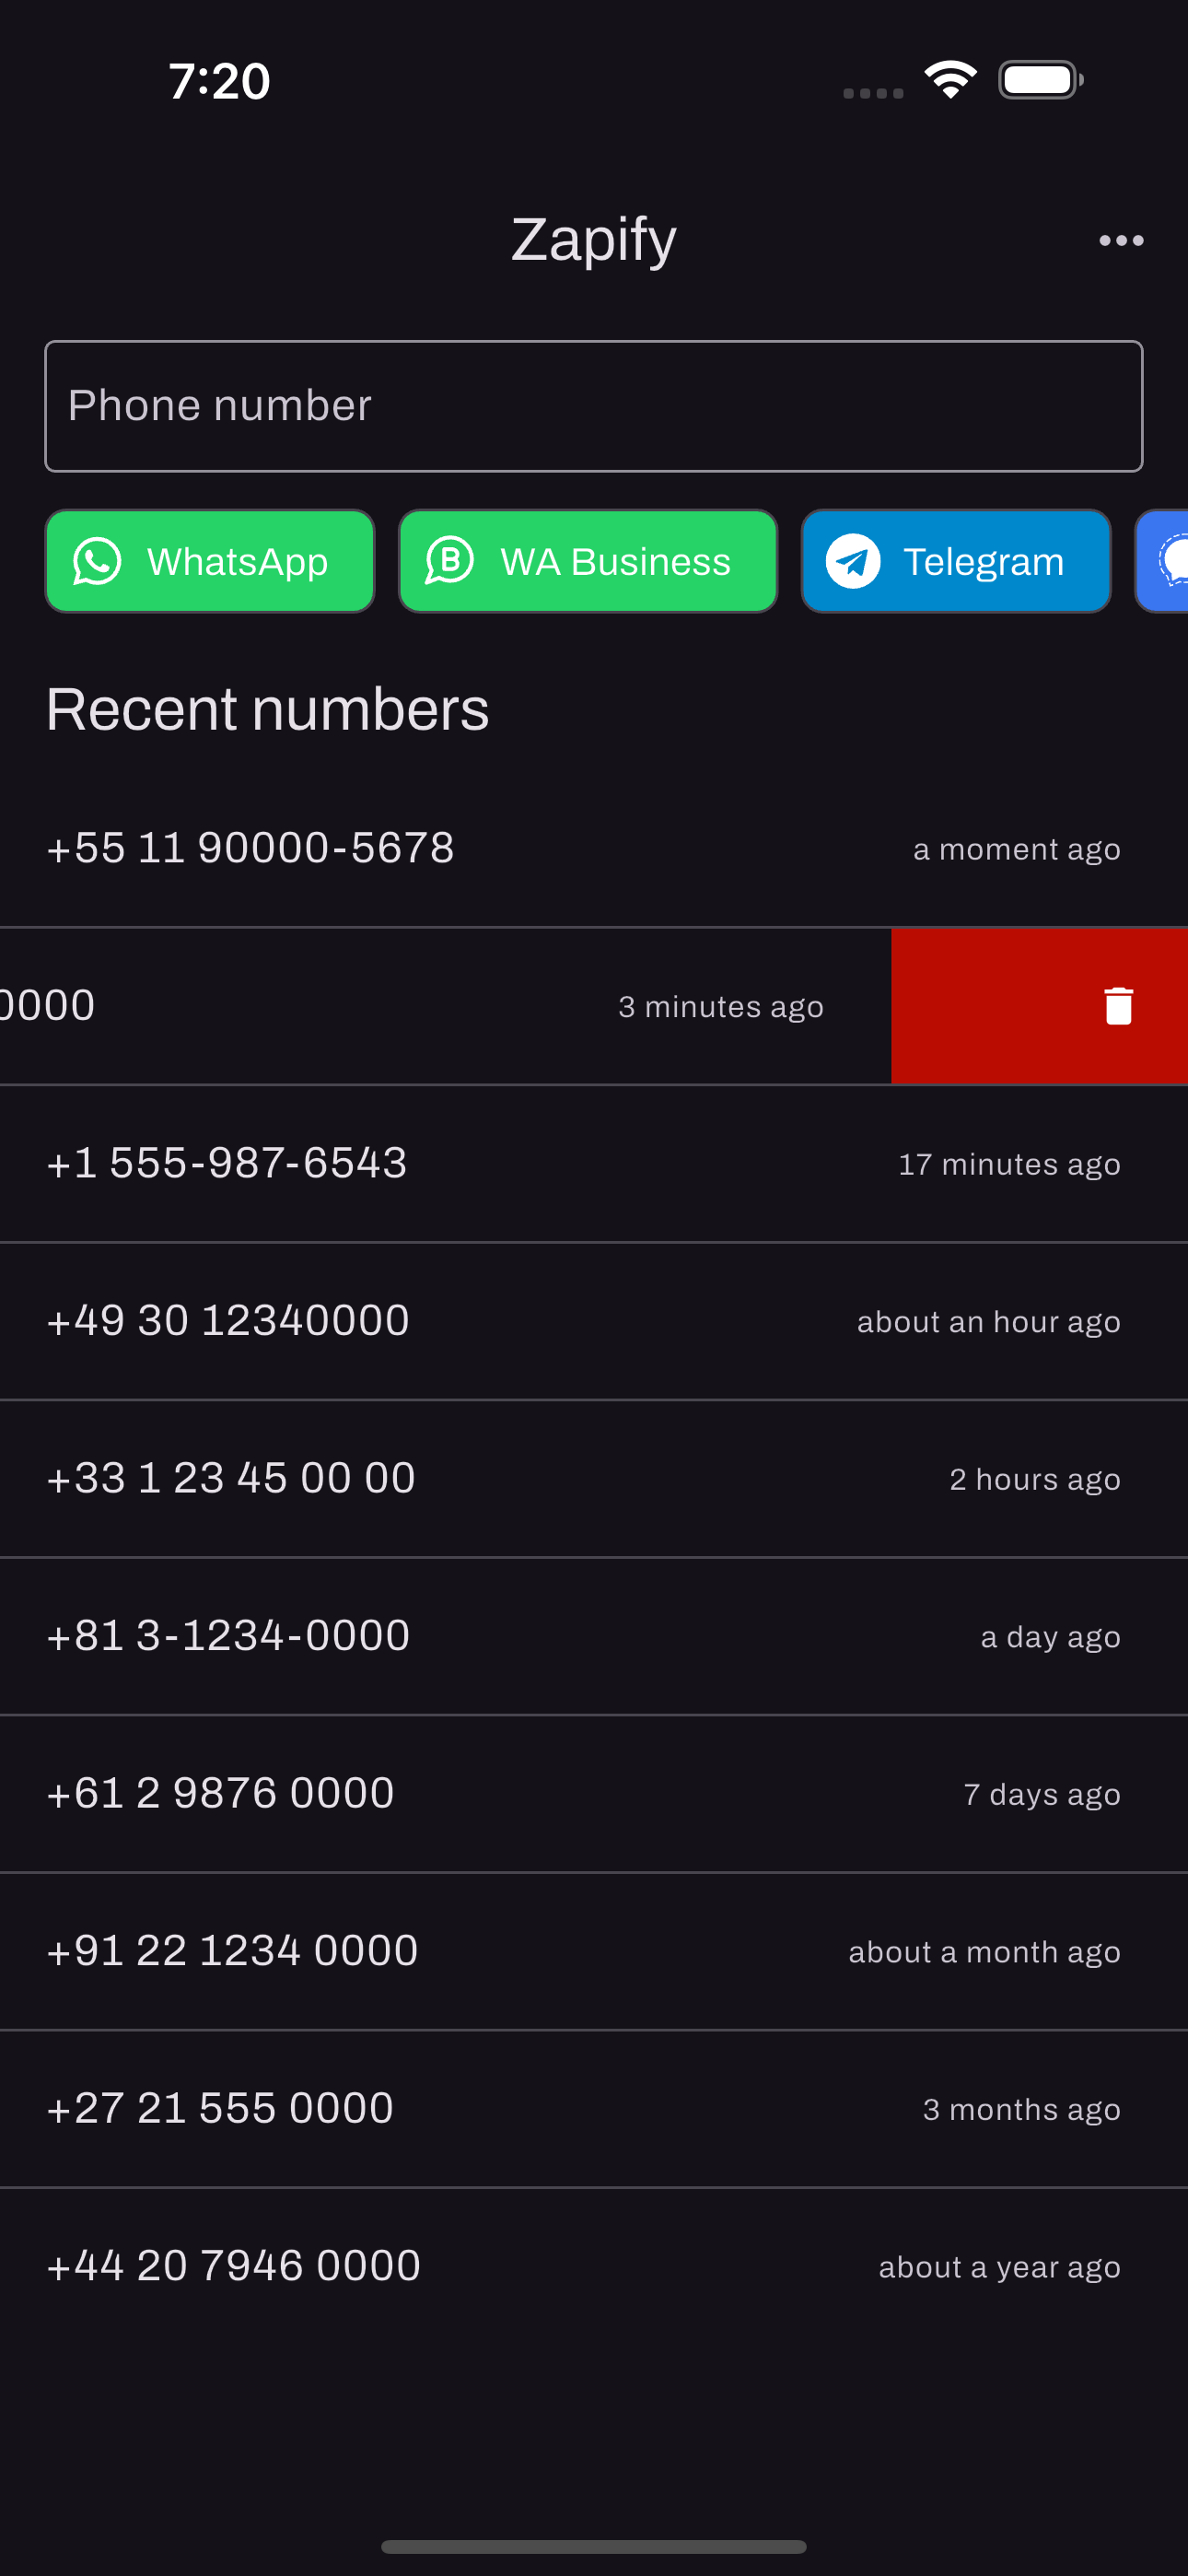 7:20
Zapify
Phone number
WhatsApp
WA Business
Telegram
Recent numbers
+55 11 90000-5678
a moment ago
0000
3 minutes ago
+1 555-987-6543
17 minutes ago
+49 30 12340000
about an hour ago
+33 1 23 45 00 00
2 hours ago
+81 3-1234-0000
a day ago
+61 2 9876 0000
7 days ago
+91 22 1234 0000
about a month ago
+27 21 555 0000
3 months ago
+44 20 7946 0000
about a year ago